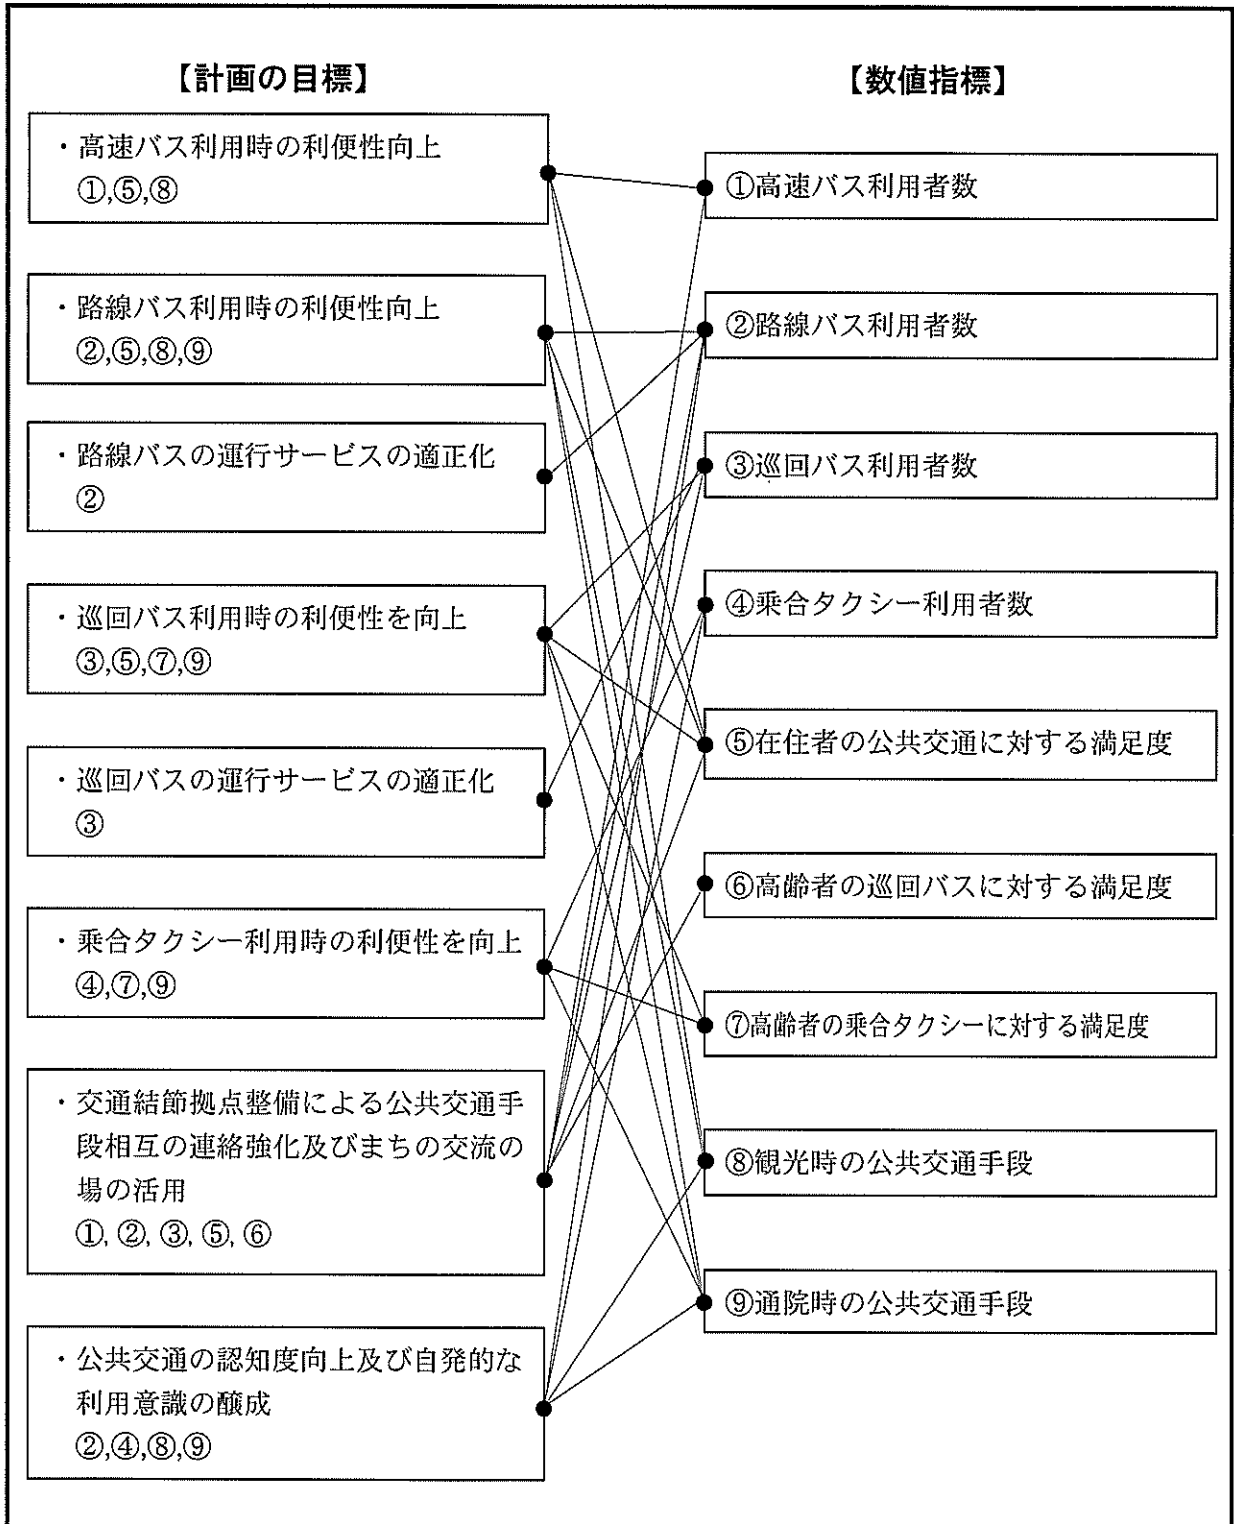 【計画の目標】
・高速バス利用時の利便性向上
①,⑤,⑧
・路線バス利用時の利便性向上
②,⑤,⑧,⑨
・路線バスの運行サービスの適正化
②
・巡回バス利用時の利便性を向上
③,⑤,⑦,⑨
・巡回バスの運行サービスの適正化
③
・乗合タクシー利用時の利便性を向上
④,⑦,⑨
・交通結節拠点整備による公共交通手
段相互の連絡強化及びまちの交流の
場の活用
①, ②, ③, ⑤, ⑥
・公共交通の認知度向上及び自発的な
利用意識の醸成
②,④,⑧,⑨
【数値指標】
①高速バス利用者数
②路線バス利用者数
③巡回バス利用者数
④乗合タクシー利用者数
⑤在住者の公共交通に対する満足度
⑥高齢者の巡回バスに対する満足度
⑦高齢者の乗合タクシーに対する満足度
⑧観光時の公共交通手段
⑨通院時の公共交通手段